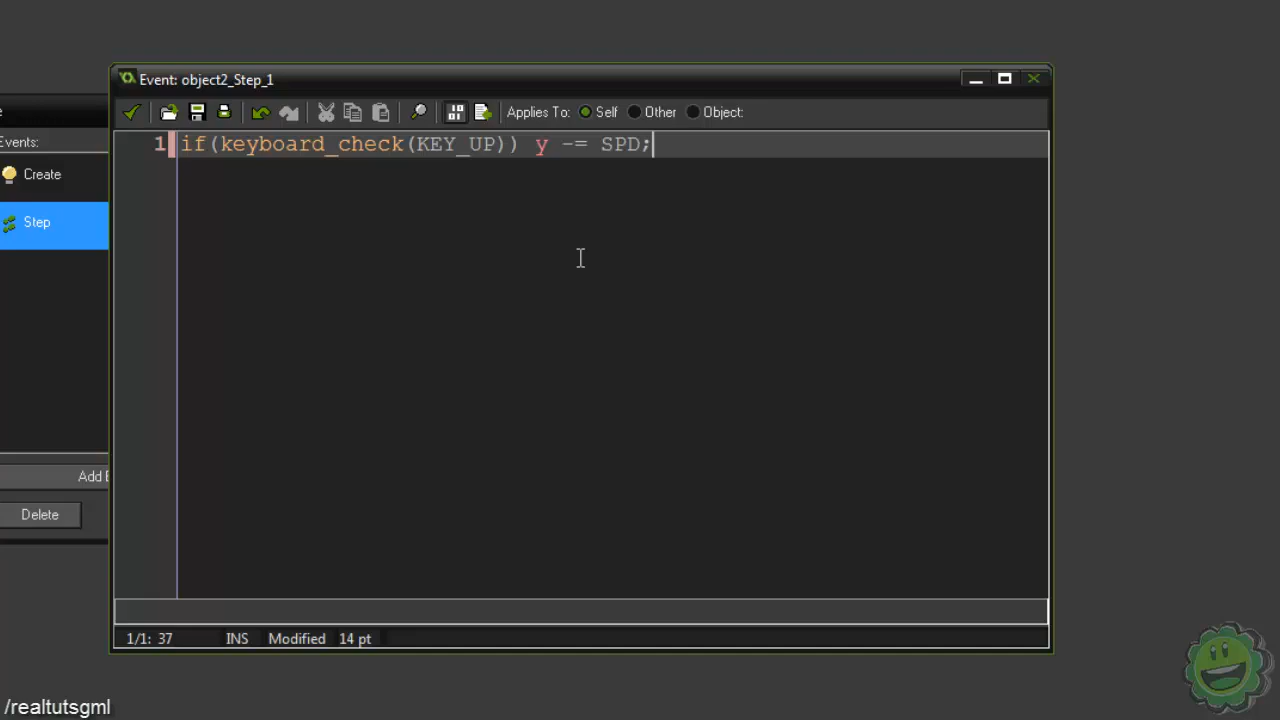 Event: object2_Step_1
Applies To: Self Other Object:
e
Events:
Create
Step
Add E
Delete
1 if(keyboard_check(KEY_UP)) y -= SPD;
1/1: 37 INS Modified 14 pt
/realtutsgml